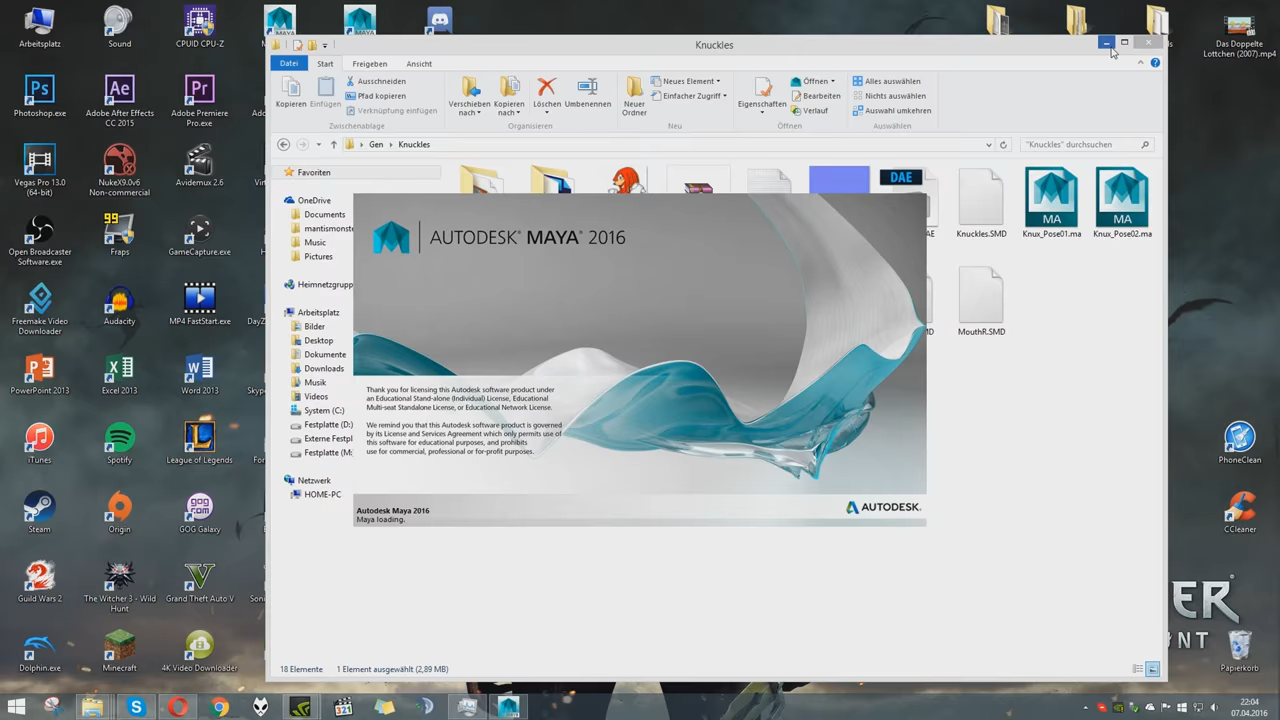 Arbeitsplatz
Sound
CPUID CPU-Z
Das Doppelte
Lottchen (2007).mp4
Knuckles
Datei
Start
Freigeben
Ansicht
Kopieren
Einfügen
Ausschneiden
Pfad kopieren
Verknüpfung einfügen
Zwischenablage
Verschieben
nach
Kopieren
nach
Löschen
Umbenennen
Organisieren
Neuer
Ordner
Neues Element
Einfacher Zugriff
Neu
Eigenschaften
Öffnen
Bearbeiten
Verlauf
Öffnen
Alles auswählen
Nichts auswählen
Auswahl umkehren
Auswählen
Gen
Knuckles
"Knuckles" durchsuchen
Photoshop.exe
Adobe After Effects
CC 2015
Adobe Premiere
Pro.exe
Vegas Pro 13.0
(64-bit)
NukeX9.0v6 Non-
commercial
Avidemux 2.6
Open Broadcaster
Software.exe
99
Fraps
GameCapture.exe
Freemake Video
Downloader
Audacity
MP4 FastStart.exe
PowerPoint 2013
Excel 2013
Word 2013
iTunes
Spotify
League of Legends
Steam
Origin
GOG Galaxy
Guild Wars 2
The Witcher 3 - Wild
Hunt
Grand Theft Auto V
Dolphin.exe
Minecraft
4K Video Downloader
Favoriten
OneDrive
Documents
mantismonst
Music
Pictures
Heimnetzgrupp
Arbeitsplatz
Bilder
Desktop
Dokumente
Downloads
Musik
Videos
System (C:)
Festplatte (D:)
Externe Festpl
Festplatte (M:
Netzwerk
HOME-PC
DAE
AE
Knuckles.SMD
MA
Knux_Pose01.ma
MA
Knux_Pose02.ma
MD
MouthR.SMD
AUTODESK® MAYA® 2016
Thank you for licensing this Autodesk software product under
an Educational Stand-alone (Individual) License, Educational
Multi-seat Standalone License, or Educational Network License.
We remind you that this Autodesk software product is governed
by its License and Services Agreement which only permits use of
this software for educational purposes, and prohibits
use for commercial, professional or for-profit purposes.
Autodesk Maya 2016
Maya loading.
AUTODESK.
18 Elemente
1 Element ausgewählt (2,89 MB)
PhoneClean
CCleaner
Papierkorb
22:04
07.04.2016